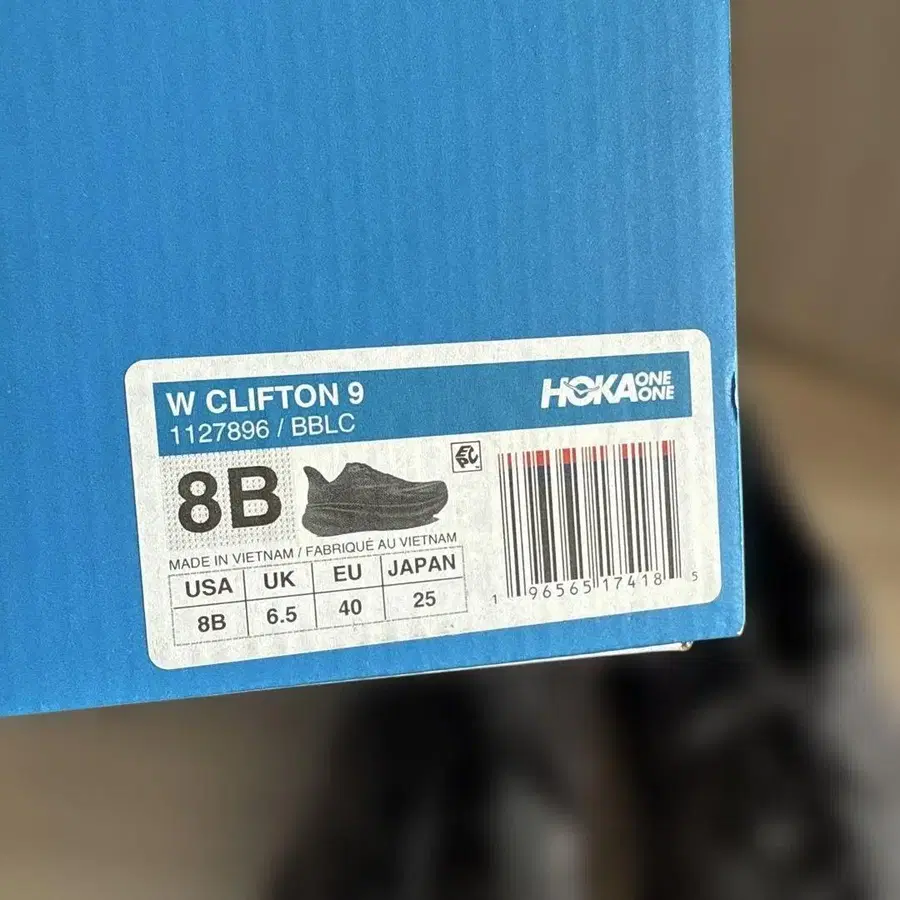 W CLIFTON 9
1127896 / BBLC
HOKA ONE ONE
8B
MADE IN VIETNAM / FABRIQUÉ AU VIETNAM
USA UK EU JAPAN
8B 6.5 40 25
1 96565 17418 5